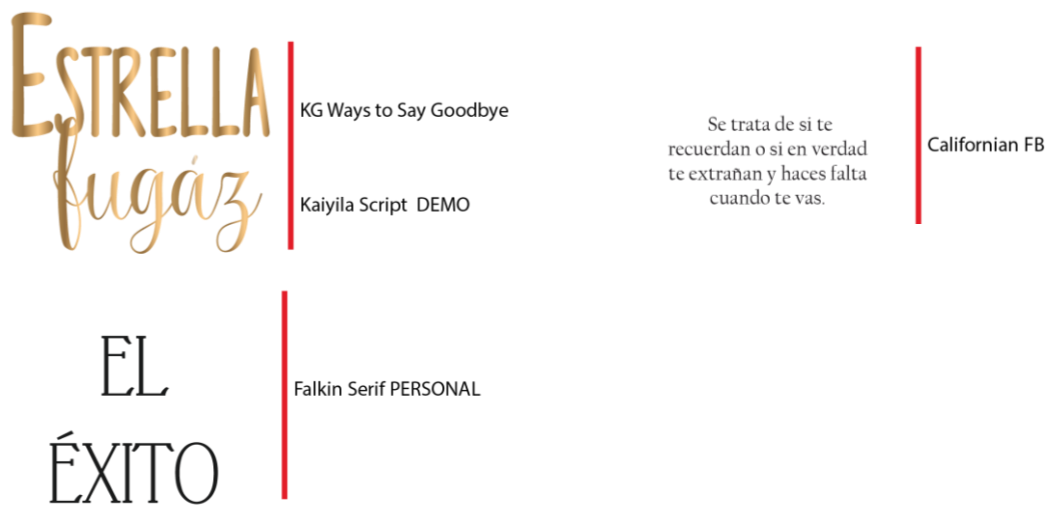 ESTRELLA
fugáz
KG Ways to Say Goodbye
Kaiyila Script  DEMO
Se trata de si te
recuerdan o si en verdad
te extrañan y haces falta
cuando te vas.
Californian FB
EL
ÉXITO
Falkin Serif PERSONAL